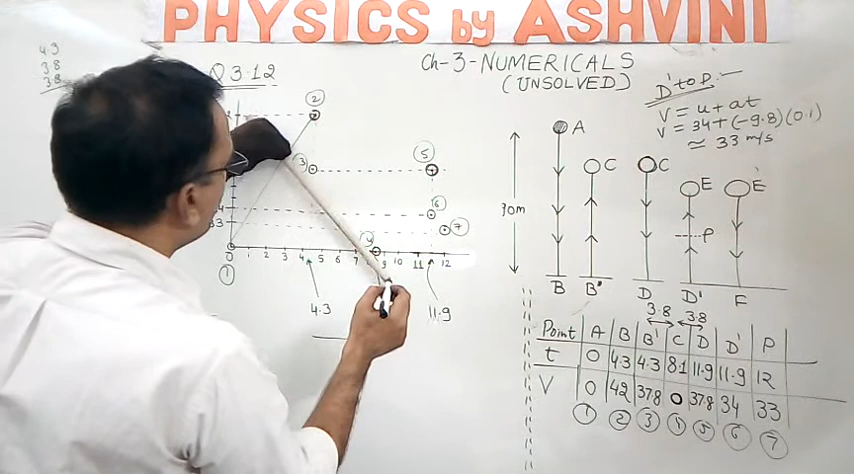 PHYSICS by ASHVINI
Ch-3-NUMERICALS
(UNSOLVED)
4.3
3.8
3.8
Q 3.12
D' to P:-
V = u + at
V = 34 + (-9.8)(0.1)
≈ 33 m/s
2
3
5
6
7
4
1
0 1 2 3 4 5 6 7 8 9 10 11 12
4.3
11.9
A
C
C
E
E'
P
90m
B
B"
D
D'
F
3.8
3.8
Point A B B' C D D' P
t 0 4.3 4.3 8.1 11.9 11.9 12
V 0 42 37.8 0 37.8 34 33
1 2 3 4 5 6 7